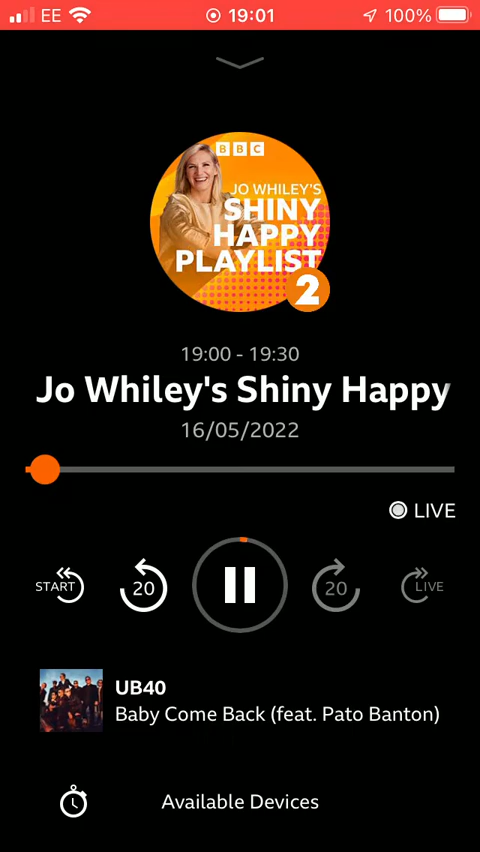 EE 19:01 100%
BBC
JO WHILEY'S
SHINY
HAPPY
PLAYLIST
2
19:00 - 19:30
Jo Whiley's Shiny Happy
16/05/2022
LIVE
START 20 20 LIVE
UB40
Baby Come Back (feat. Pato Banton)
Available Devices